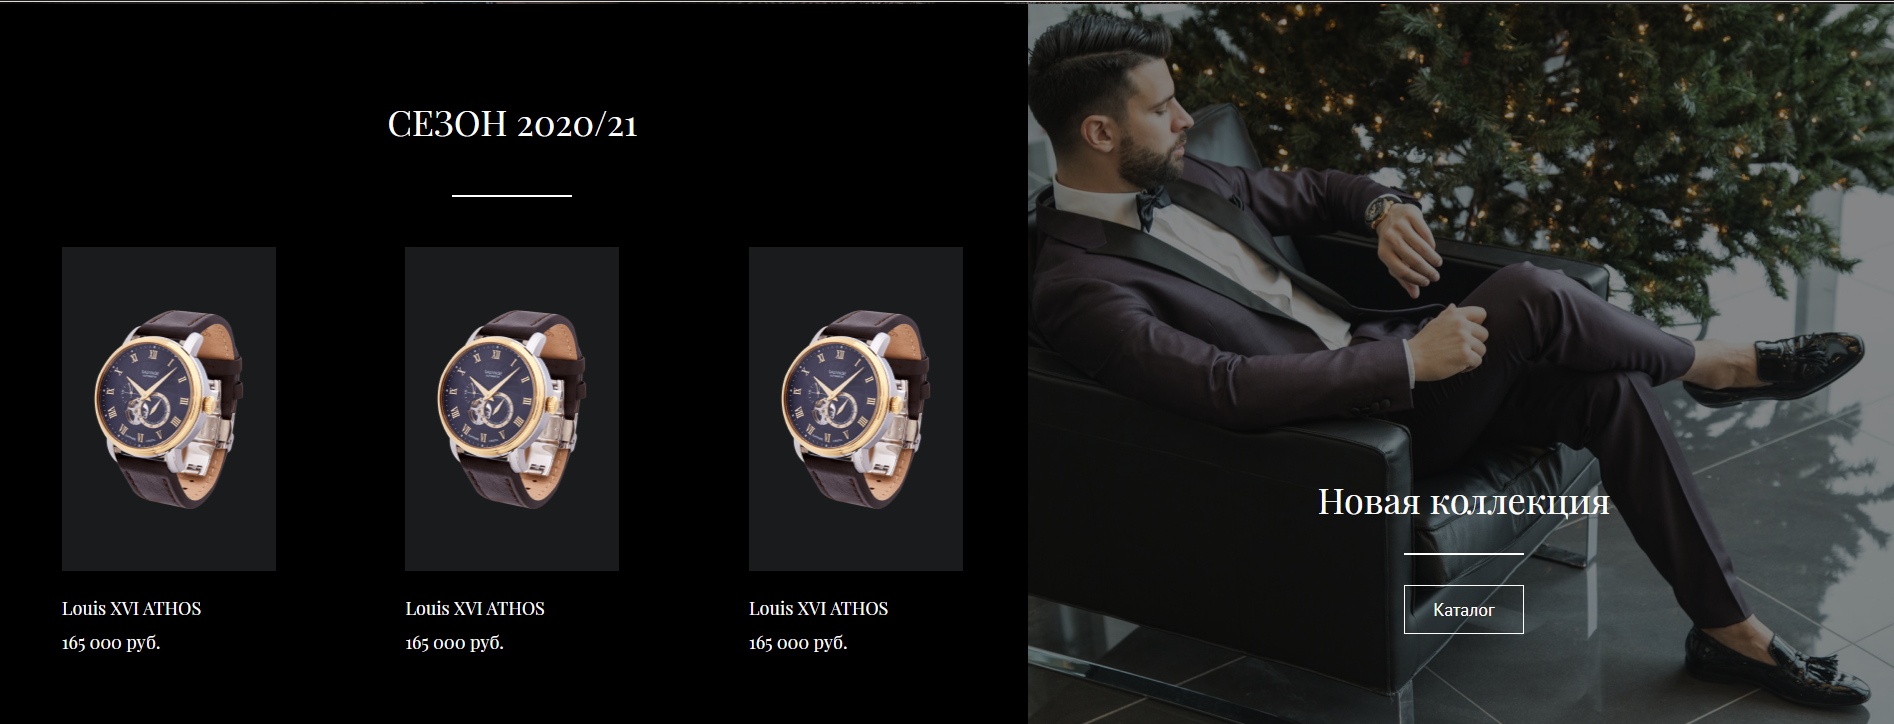 СЕЗОН 2020/21
Louis XVI ATHOS
165 000 руб.
Louis XVI ATHOS
165 000 руб.
Louis XVI ATHOS
165 000 руб.
Новая коллекция
Каталог